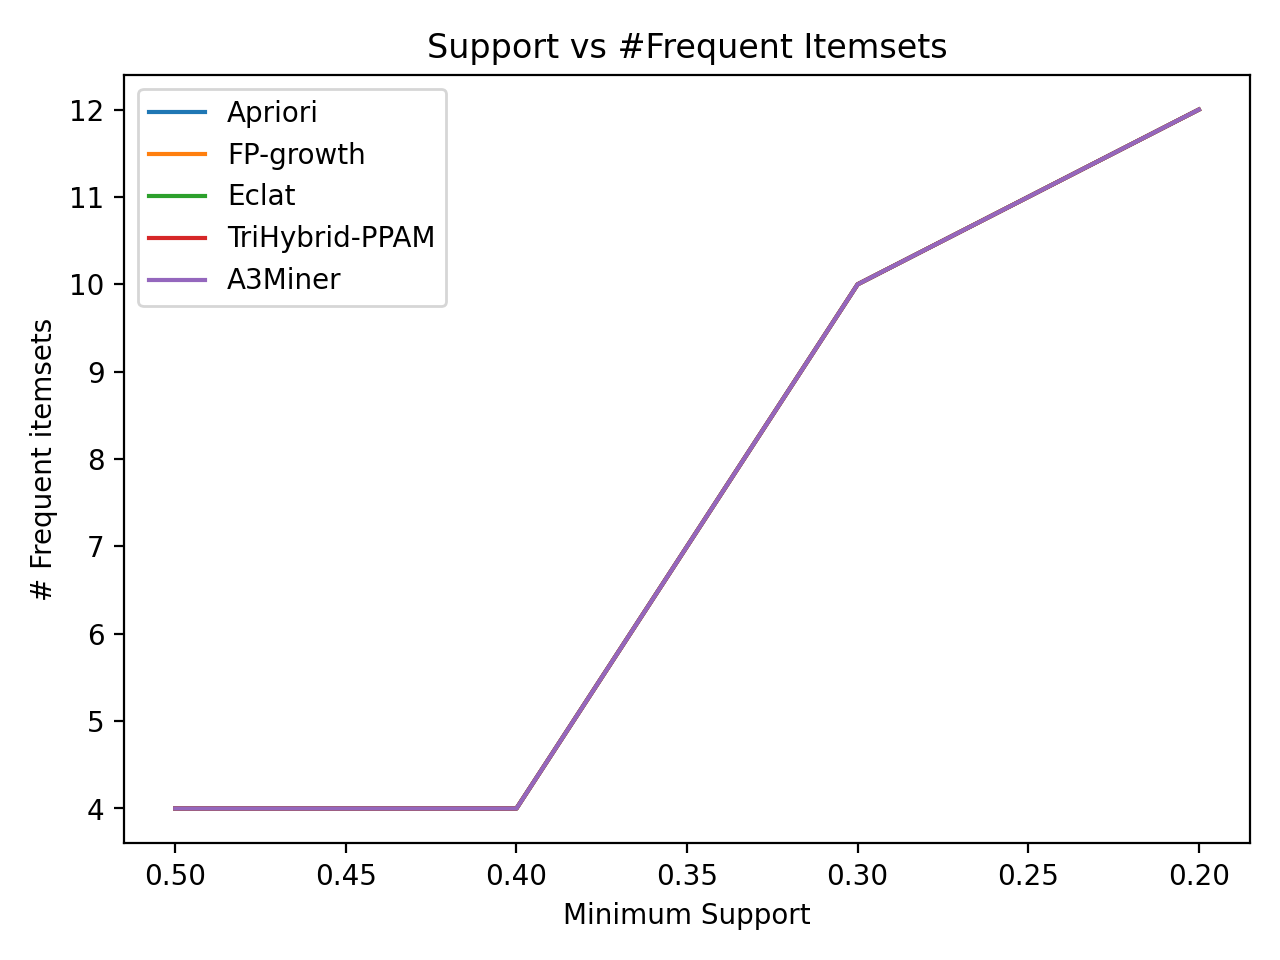 Support vs #Frequent Itemsets
Apriori
FP-growth
Eclat
TriHybrid-PPAM
A3Miner
# Frequent itemsets
12
11
10
9
8
7
6
5
4
0.50 0.45 0.40 0.35 0.30 0.25 0.20
Minimum Support